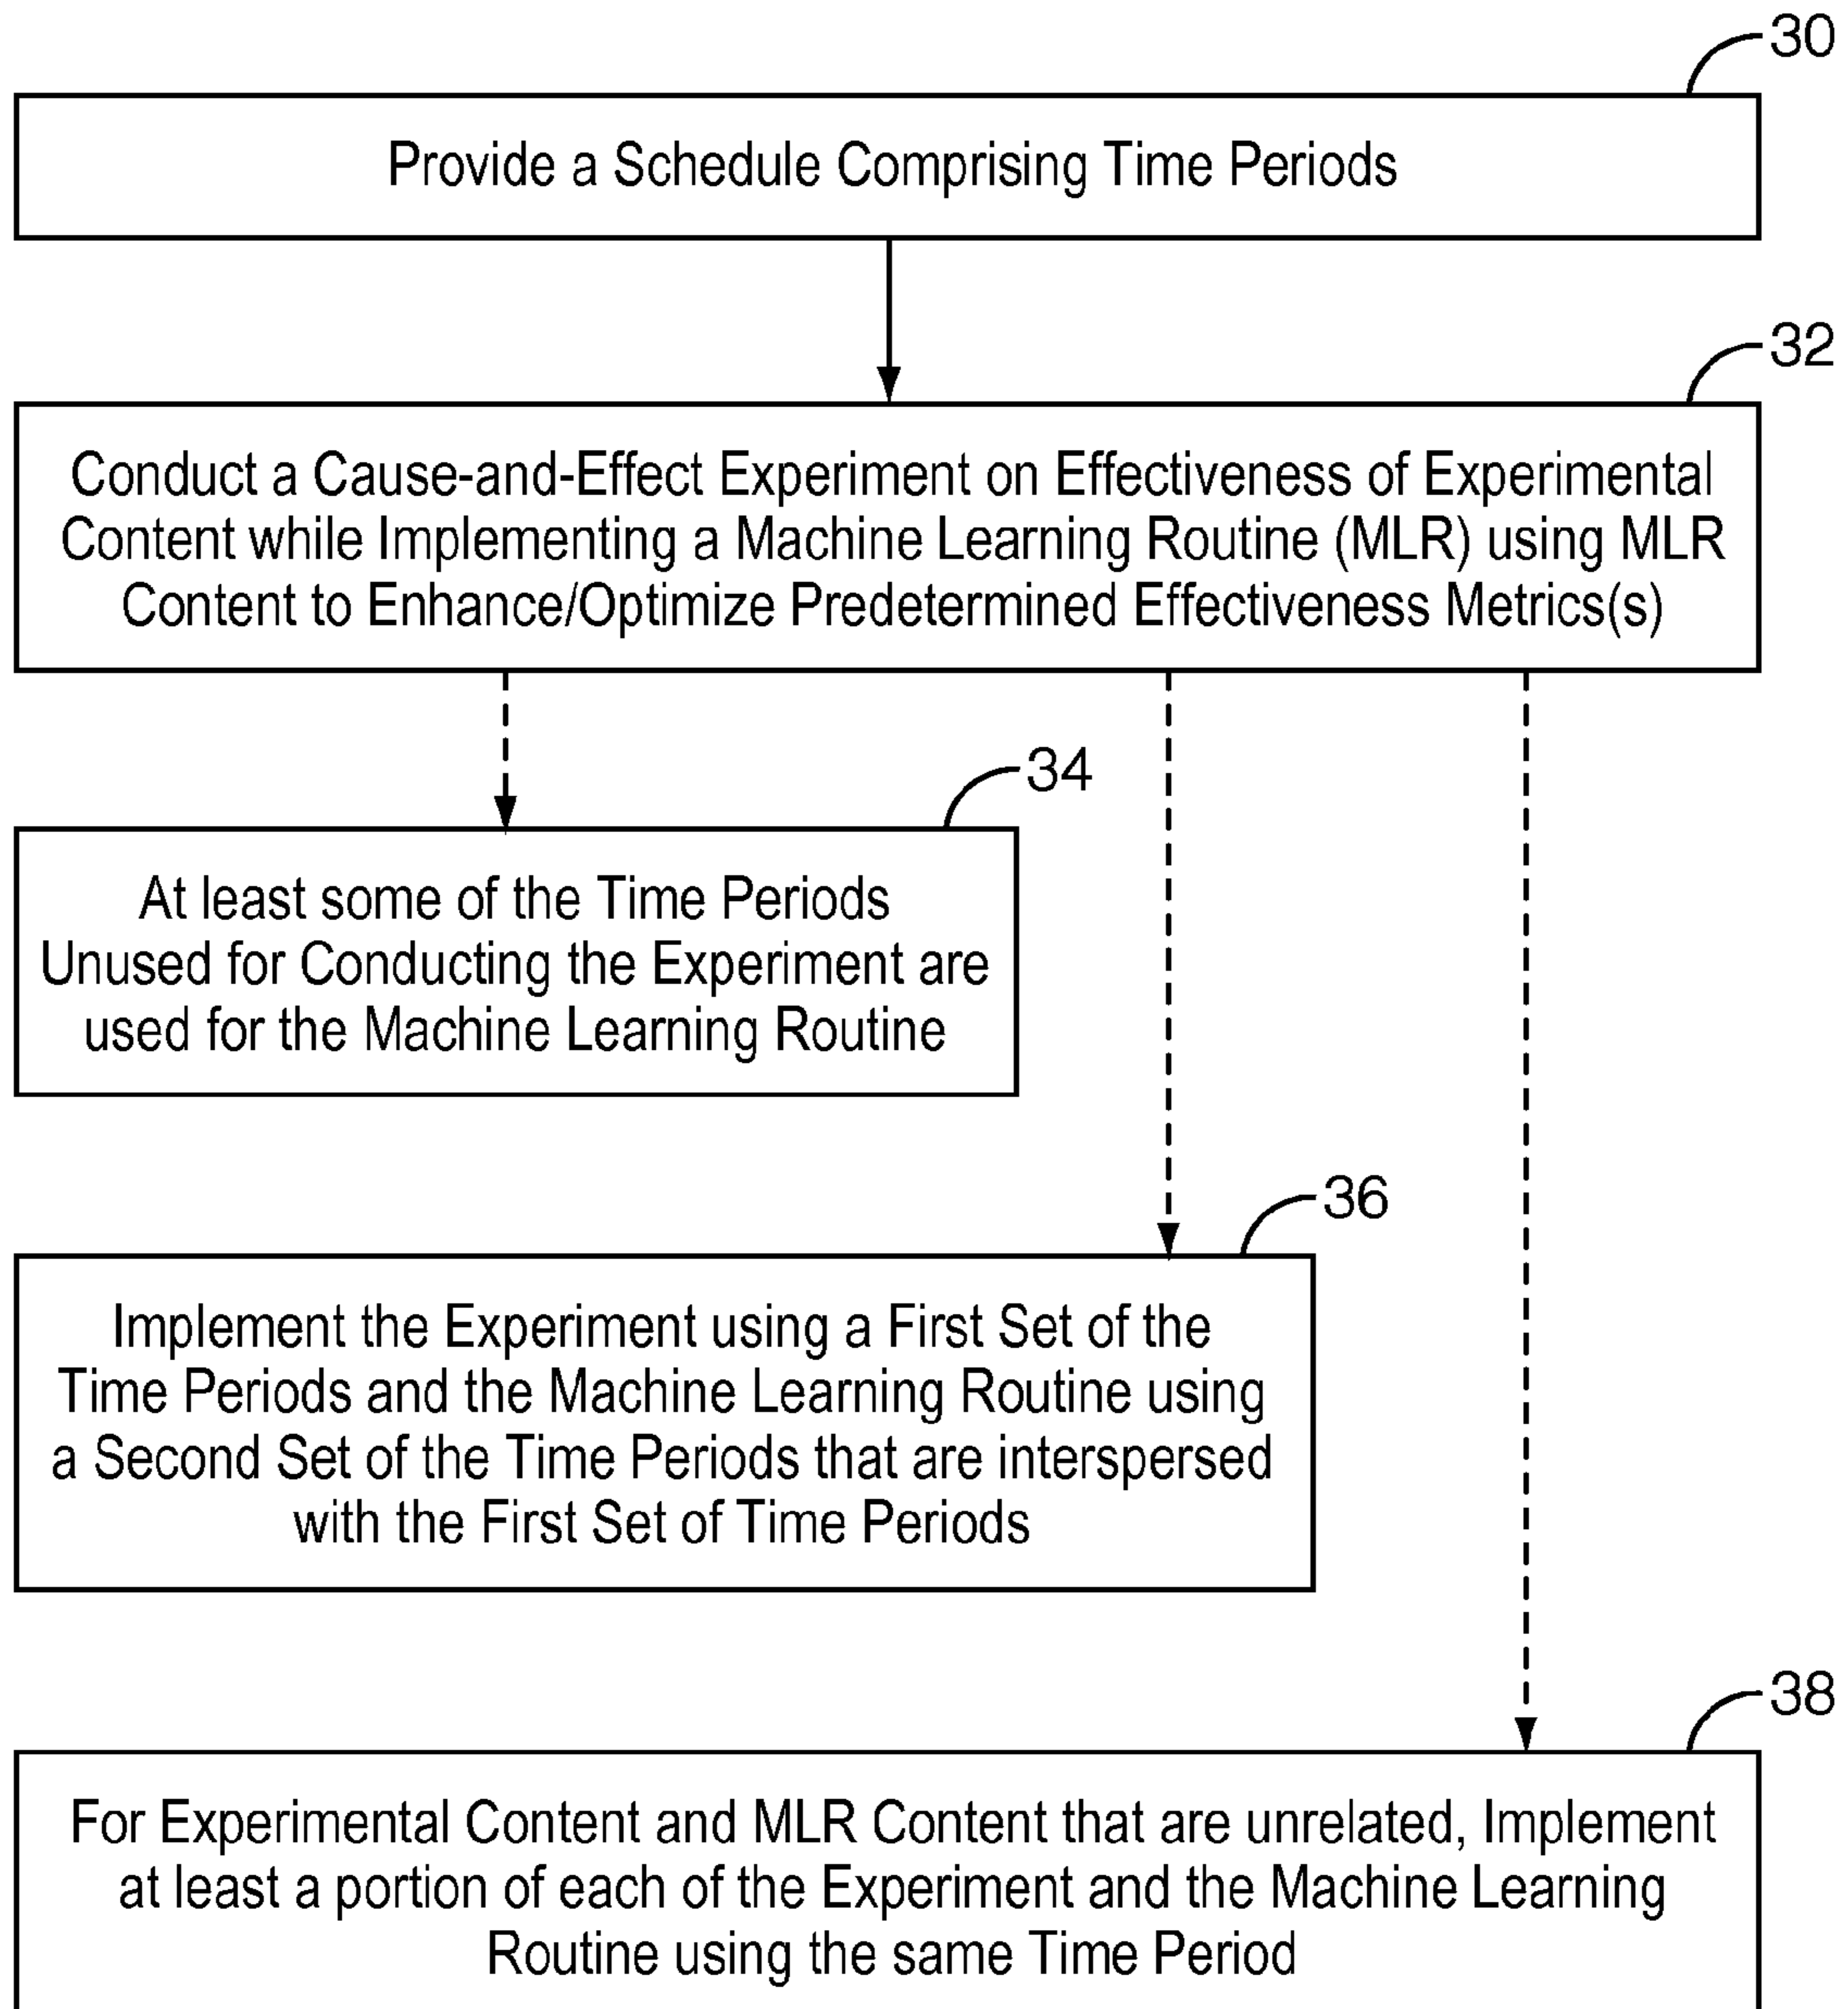 30
Provide a Schedule Comprising Time Periods
32
Conduct a Cause-and-Effect Experiment on Effectiveness of Experimental
Content while Implementing a Machine Learning Routine (MLR) using MLR
Content to Enhance/Optimize Predetermined Effectiveness Metrics(s)
34
At least some of the Time Periods
Unused for Conducting the Experiment are
used for the Machine Learning Routine
36
Implement the Experiment using a First Set of the
Time Periods and the Machine Learning Routine using
a Second Set of the Time Periods that are interspersed
with the First Set of Time Periods
38
For Experimental Content and MLR Content that are unrelated, Implement
at least a portion of each of the Experiment and the Machine Learning
Routine using the same Time Period